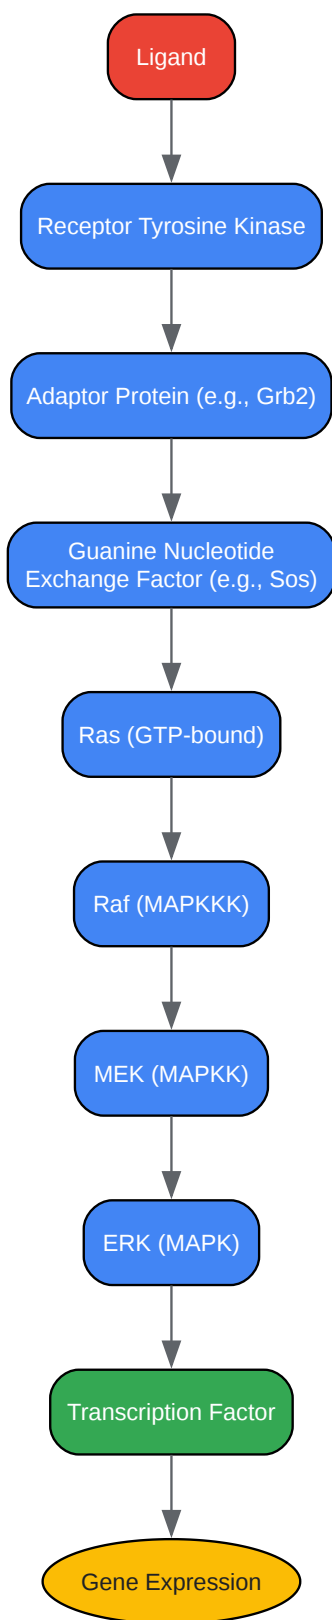 Ligand
Receptor Tyrosine Kinase
Adaptor Protein (e.g., Grb2)
Guanine Nucleotide
Exchange Factor (e.g., Sos)
Ras (GTP-bound)
Raf (MAPKKK)
MEK (MAPKK)
ERK (MAPK)
Transcription Factor
Gene Expression